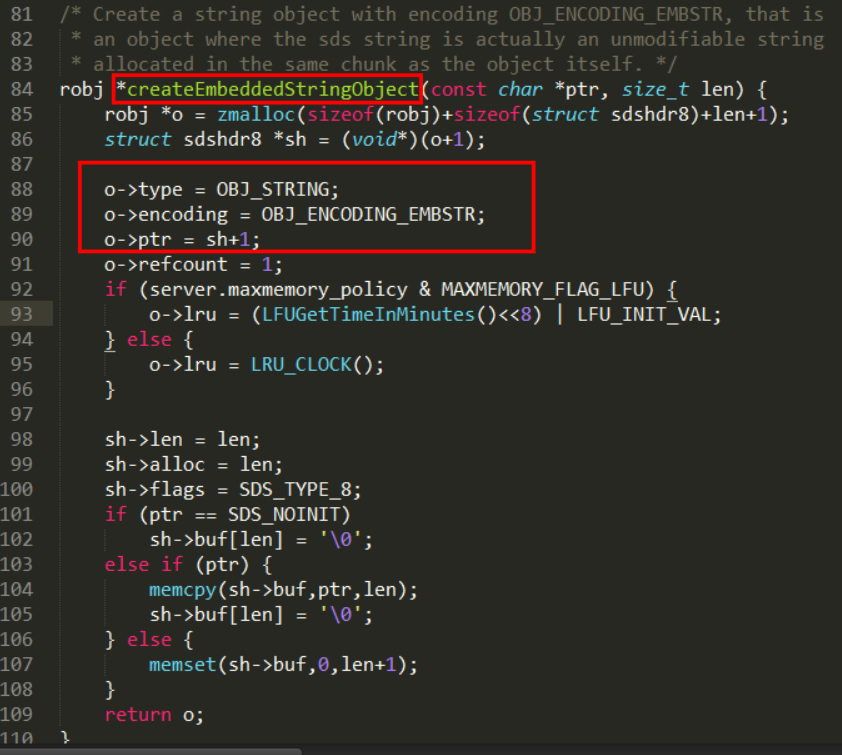 81 /* Create a string object with encoding OBJ_ENCODING_EMBSTR, that is
82  * an object where the sds string is actually an unmodifiable string
83  * allocated in the same chunk as the object itself. */
84 robj *createEmbeddedStringObject(const char *ptr, size_t len) {
85     robj *o = zmalloc(sizeof(robj)+sizeof(struct sdshdr8)+len+1);
86     struct sdshdr8 *sh = (void*)(o+1);
87
88     o->type = OBJ_STRING;
89     o->encoding = OBJ_ENCODING_EMBSTR;
90     o->ptr = sh+1;
91     o->refcount = 1;
92     if (server.maxmemory_policy & MAXMEMORY_FLAG_LFU) {
93         o->lru = (LFUGetTimeInMinutes()<<8) | LFU_INIT_VAL;
94     } else {
95         o->lru = LRU_CLOCK();
96     }
97
98     sh->len = len;
99     sh->alloc = len;
100     sh->flags = SDS_TYPE_8;
101     if (ptr == SDS_NOINIT)
102         sh->buf[len] = '\0';
103     else if (ptr) {
104         memcpy(sh->buf,ptr,len);
105         sh->buf[len] = '\0';
106     } else {
107         memset(sh->buf,0,len+1);
108     }
109     return o;
110 }